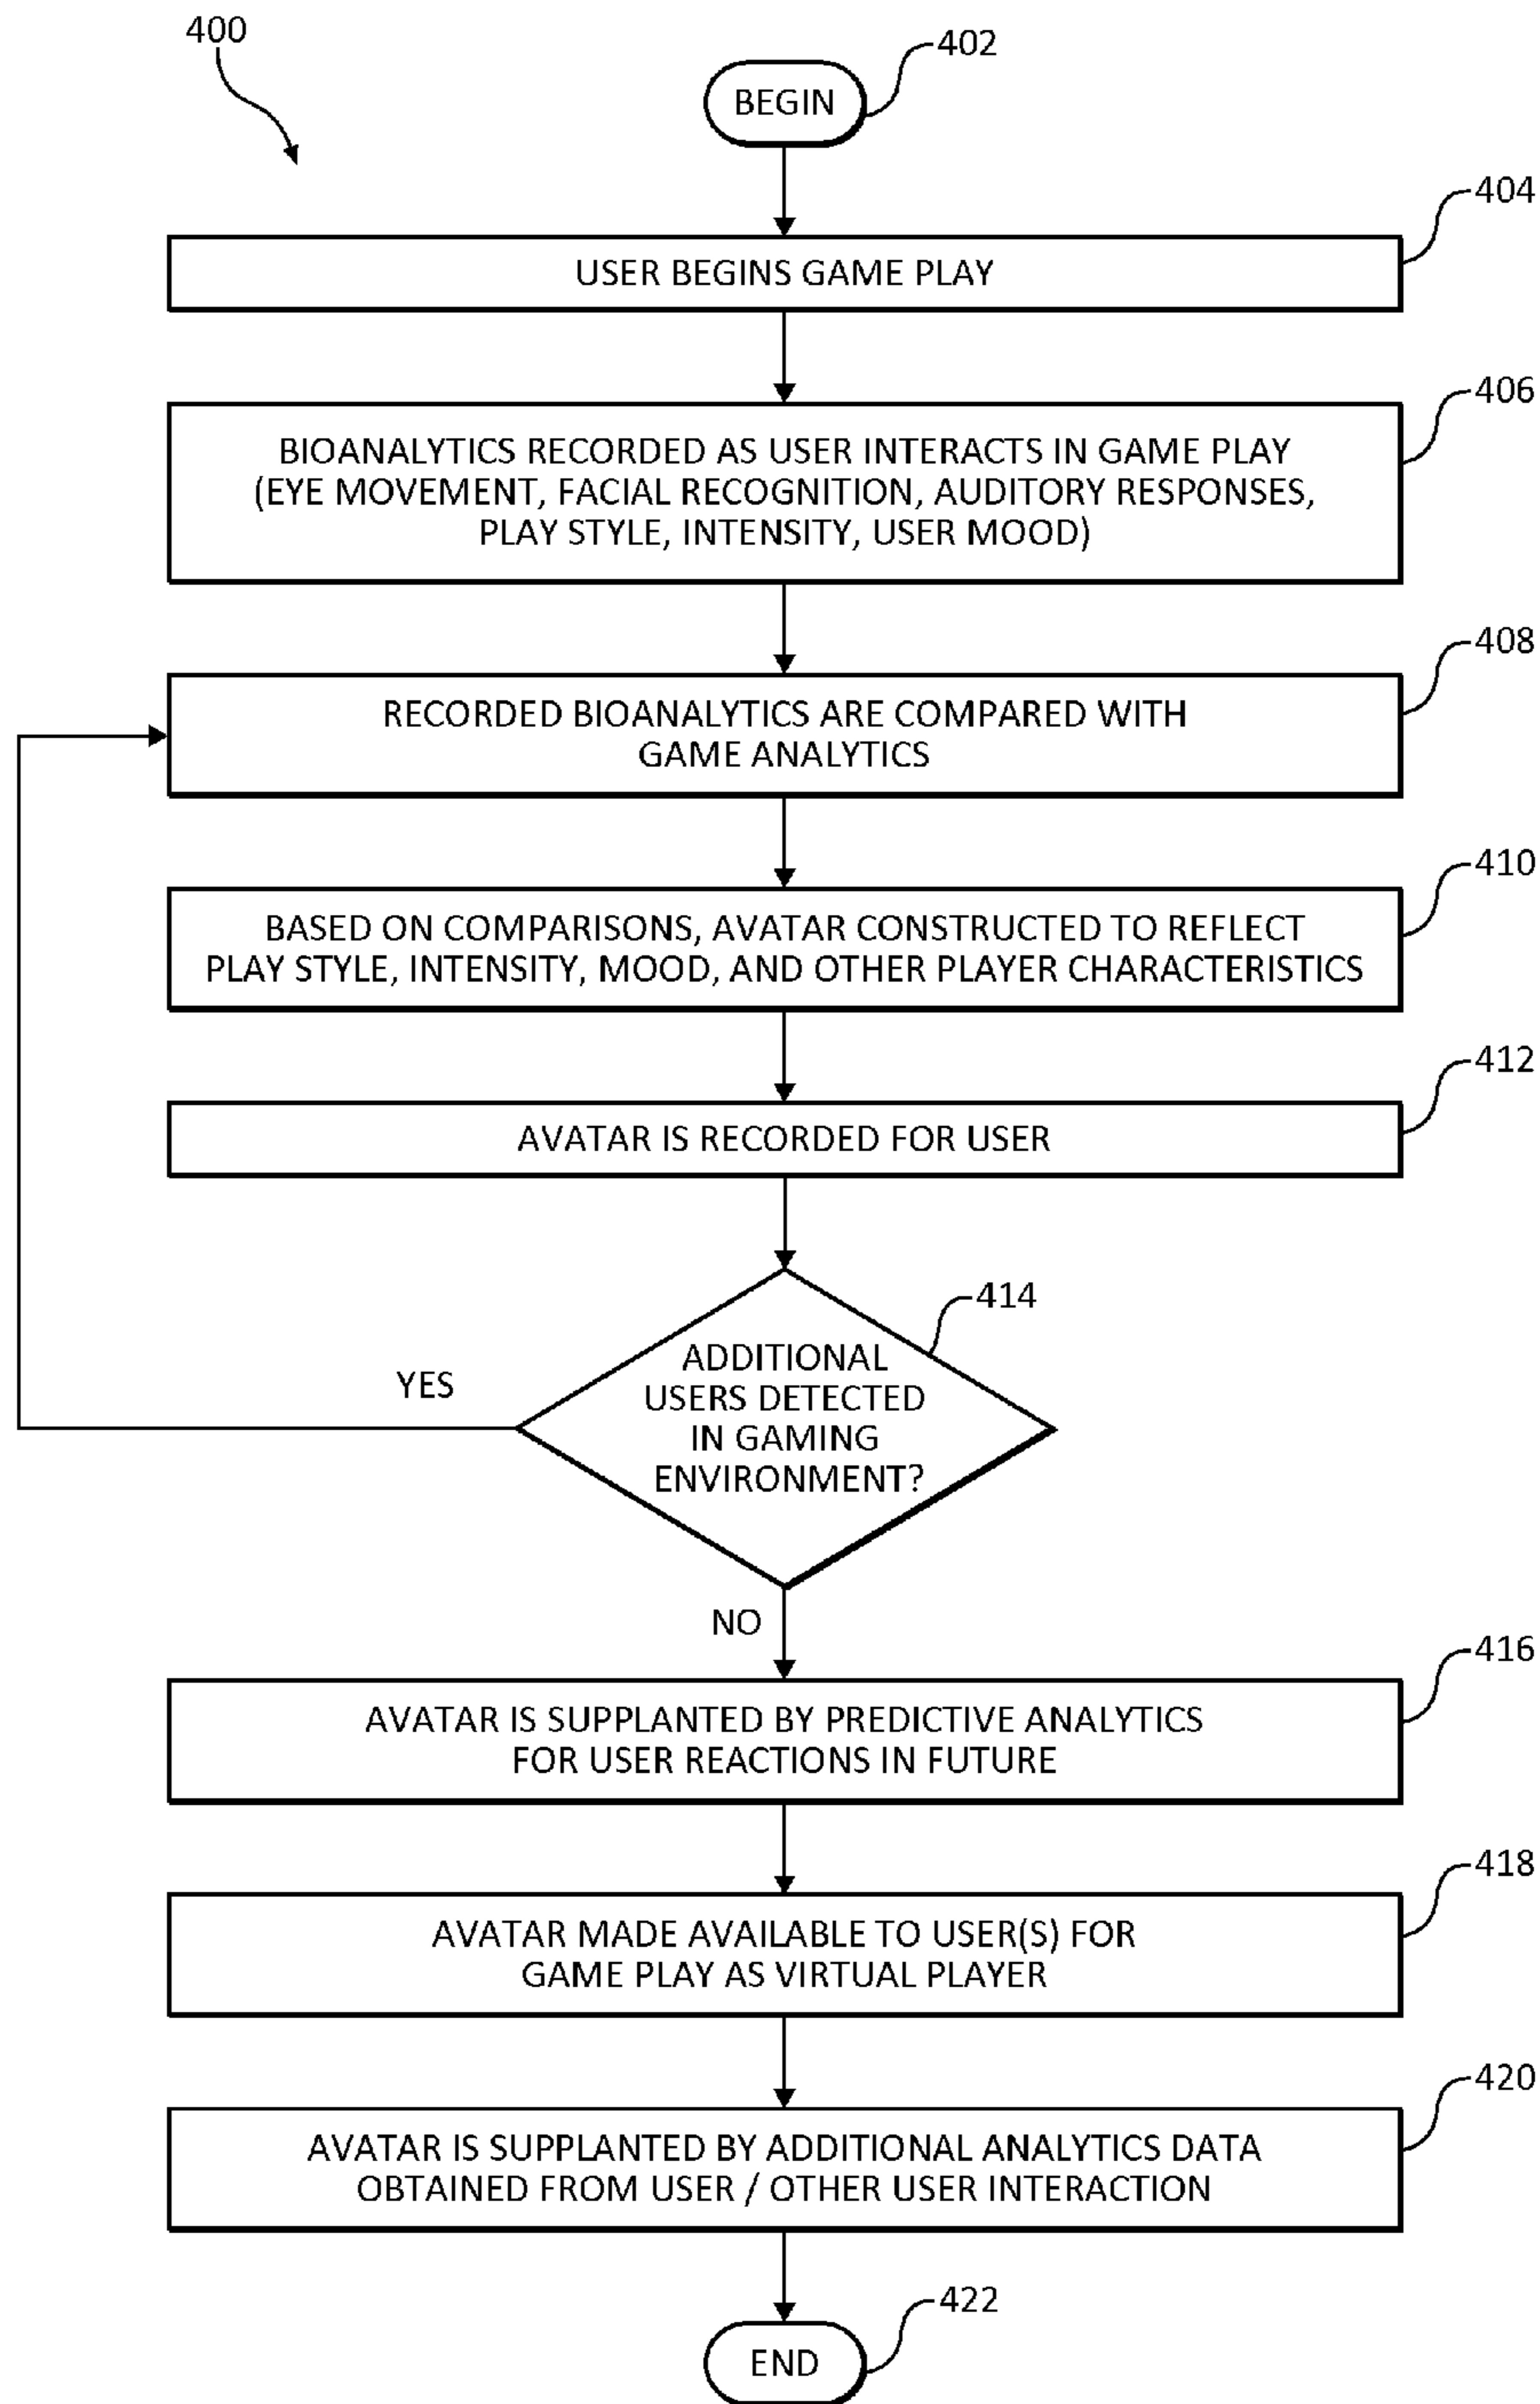 400
402
BEGIN
404
USER BEGINS GAME PLAY
406
BIOANALYTICS RECORDED AS USER INTERACTS IN GAME PLAY
(EYE MOVEMENT, FACIAL RECOGNITION, AUDITORY RESPONSES,
PLAY STYLE, INTENSITY, USER MOOD)
408
RECORDED BIOANALYTICS ARE COMPARED WITH
GAME ANALYTICS
410
BASED ON COMPARISONS, AVATAR CONSTRUCTED TO REFLECT
PLAY STYLE, INTENSITY, MOOD, AND OTHER PLAYER CHARACTERISTICS
412
AVATAR IS RECORDED FOR USER
414
ADDITIONAL
USERS DETECTED
IN GAMING
ENVIRONMENT?
YES
NO
416
AVATAR IS SUPPLANTED BY PREDICTIVE ANALYTICS
FOR USER REACTIONS IN FUTURE
418
AVATAR MADE AVAILABLE TO USER(S) FOR
GAME PLAY AS VIRTUAL PLAYER
420
AVATAR IS SUPPLANTED BY ADDITIONAL ANALYTICS DATA
OBTAINED FROM USER / OTHER USER INTERACTION
422
END